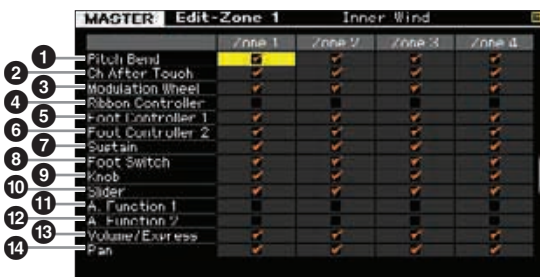 MASTER Edit-Zone 1 Inner Wind
Zone 1 Zone 2 Zone 3 Zone 4
1 Pitch Bend
2 Ch After Touch
3 Modulation Wheel
4 Ribbon Controller
5 Foot Controller 1
6 Foot Controller 2
7 Sustain
8 Foot Switch
9 Knob
10 Slider
11 A. Function 1
12 A. Function 2
13 Volume/Express
14 Pan